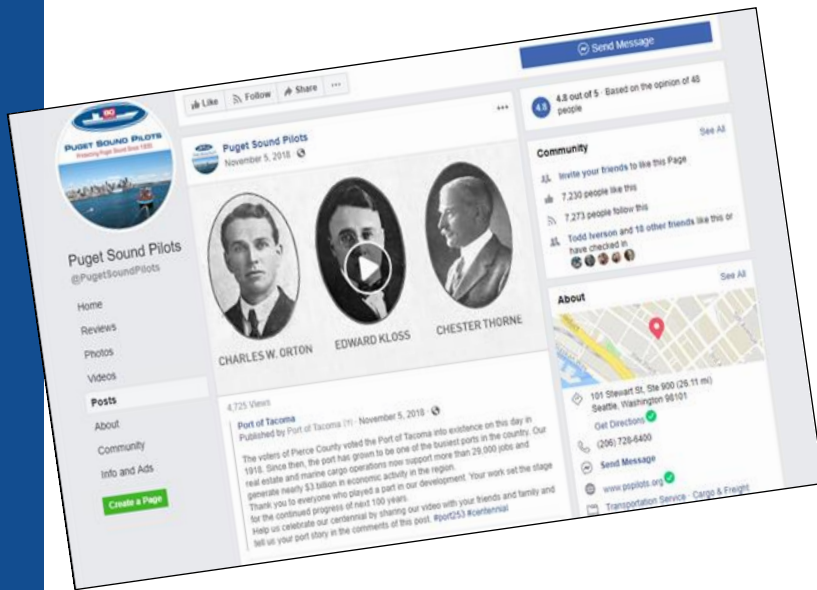 PUGET SOUND PILOTS
Protecting Puget Sound Since 1935
Puget Sound Pilots
@PugetSoundPilots
Home
Reviews
Photos
Videos
Posts
About
Community
Info and Ads
Create a Page
Like Follow Share ...
Puget Sound Pilots
November 5, 2018
CHARLES W. ORTON
EDWARD KLOSS
CHESTER THORNE
4,725 Views
Port of Tacoma
Published by Port of Tacoma · November 5, 2018 ·
The voters of Pierce County voted the Port of Tacoma into existence on this day in
1918. Since then, the port has grown to be one of the busiest ports in the country. Our
real estate and marine cargo operations now support more than 29,000 jobs and
generate nearly $3 billion in economic activity in the region.
Thank you to everyone who played a part in our development. Your work set the stage
for the continued progress of next 100 years.
Help us celebrate our centennial by sharing our video with your friends and family and
tell us your port story in the comments of this post. #port253 #centennial
Send Message
4.8
4.8 out of 5 · Based on the opinion of 48
people
Community
See All
Invite your friends to like this Page
7,230 people like this
7,273 people follow this
Todd Iverson and 18 other friends like this or
have checked in
About
See All
101 Stewart St, Ste 900 (26.11 mi)
Seattle, Washington 98101
Get Directions
(206) 728-6400
Send Message
www.pspilots.org
Transportation Service · Cargo & Freight